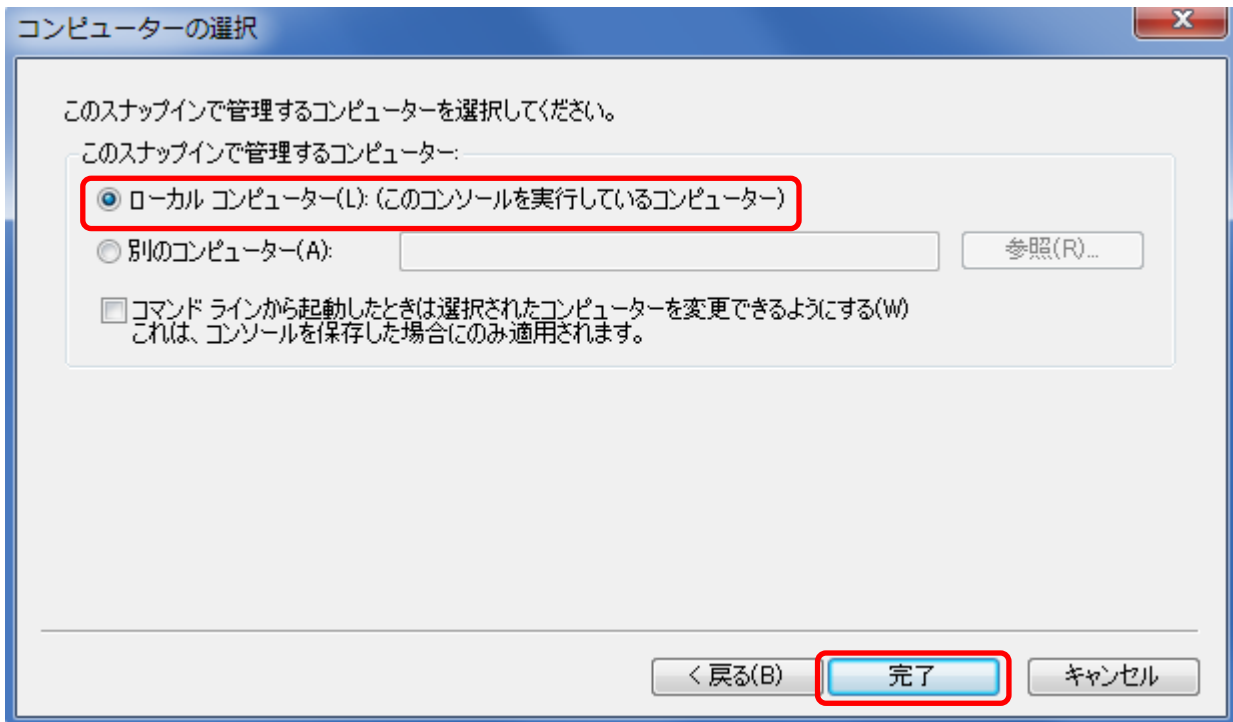 コンピューターの選択
このスナップインで管理するコンピューターを選択してください。
このスナップインで管理するコンピューター:
ローカル コンピューター(L): (このコンソールを実行しているコンピューター)
別のコンピューター(A):
参照(R)...
コマンド ラインから起動したときは選択されたコンピューターを変更できるようにする(W)
これは、コンソールを保存した場合にのみ適用されます。
< 戻る(B)
完了
キャンセル